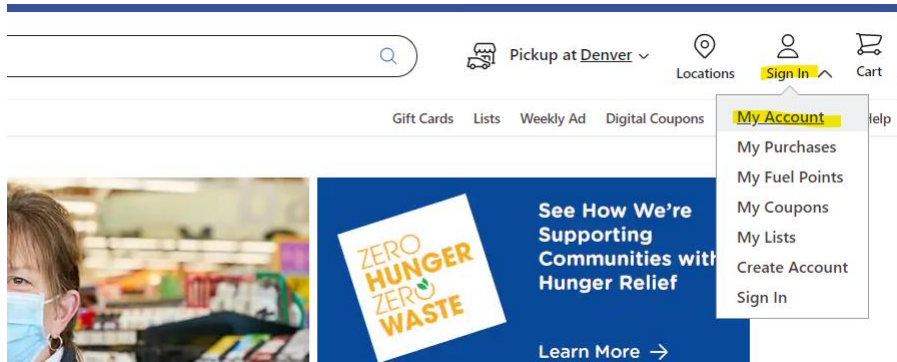 Pickup at Denver
Locations
Sign In
Cart
Gift Cards Lists Weekly Ad Digital Coupons
My Account
Help
My Purchases
My Fuel Points
My Coupons
My Lists
Create Account
Sign In
ZERO
HUNGER
ZERO
WASTE
See How We're
Supporting
Communities with
Hunger Relief
Learn More →